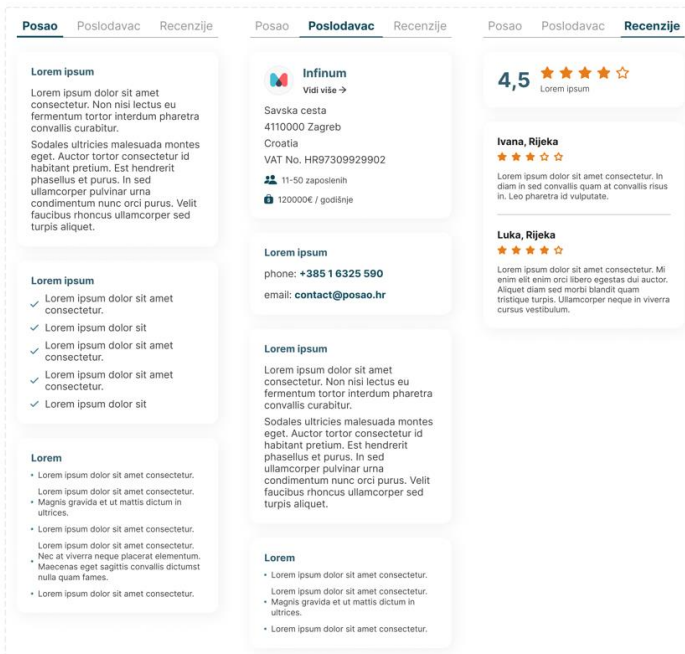 Posao Poslodavac Recenzije
Lorem ipsum
Lorem ipsum dolor sit amet
consectetur. Non nisi lectus eu
fermentum tortor interdum pharetra
convallis curabitur.
Sodales ultricies malesuada montes
eget. Auctor tortor consectetur id
habitant pretium. Est hendrerit
phasellus et purus. In sed
ullamcorper pulvinar urna
condimentum nunc orci purus. Velit
faucibus rhoncus ullamcorper sed
turpis aliquet.
Lorem ipsum
Lorem ipsum dolor sit amet
consectetur.
Lorem ipsum dolor sit
Lorem ipsum dolor sit amet
consectetur.
Lorem ipsum dolor sit amet
consectetur.
Lorem ipsum dolor sit
Lorem
• Lorem ipsum dolor sit amet consectetur.
Lorem ipsum dolor sit amet consectetur.
• Magnis gravida et ut mattis dictum in
ultrices.
• Lorem ipsum dolor sit amet consectetur.
Lorem ipsum dolor sit amet consectetur.
• Nec at viverra neque placerat elementum.
Maecenas eget sagittis convallis dictumst
nulla quam fames.
• Lorem ipsum dolor sit amet consectetur.
Posao Poslodavac Recenzije
Infinum
Vidi više →
Savska cesta
4110000 Zagreb
Croatia
VAT No. HR97309929902
11-50 zaposlenih
120000€ / godišnje
Lorem ipsum
phone: +385 1 6325 590
email: contact@posao.hr
Lorem ipsum
Lorem ipsum dolor sit amet
consectetur. Non nisi lectus eu
fermentum tortor interdum pharetra
convallis curabitur.
Sodales ultricies malesuada montes
eget. Auctor tortor consectetur id
habitant pretium. Est hendrerit
phasellus et purus. In sed
ullamcorper pulvinar urna
condimentum nunc orci purus. Velit
faucibus rhoncus ullamcorper sed
turpis aliquet.
Lorem
• Lorem ipsum dolor sit amet consectetur.
Lorem ipsum dolor sit amet consectetur.
• Magnis gravida et ut mattis dictum in
ultrices.
• Lorem ipsum dolor sit amet consectetur.
Posao Poslodavac Recenzije
4,5
Lorem ipsum
Ivana, Rijeka
Lorem ipsum dolor sit amet consectetur. In
diam in sed convallis quam at convallis risus
in. Leo pharetra id vulputate.
Luka, Rijeka
Lorem ipsum dolor sit amet consectetur. Mi
enim elit enim orci libero egestas dui auctor.
Aliquet diam sed morbi blandit quam
tristique turpis. Ullamcorper neque in viverra
cursus vestibulum.